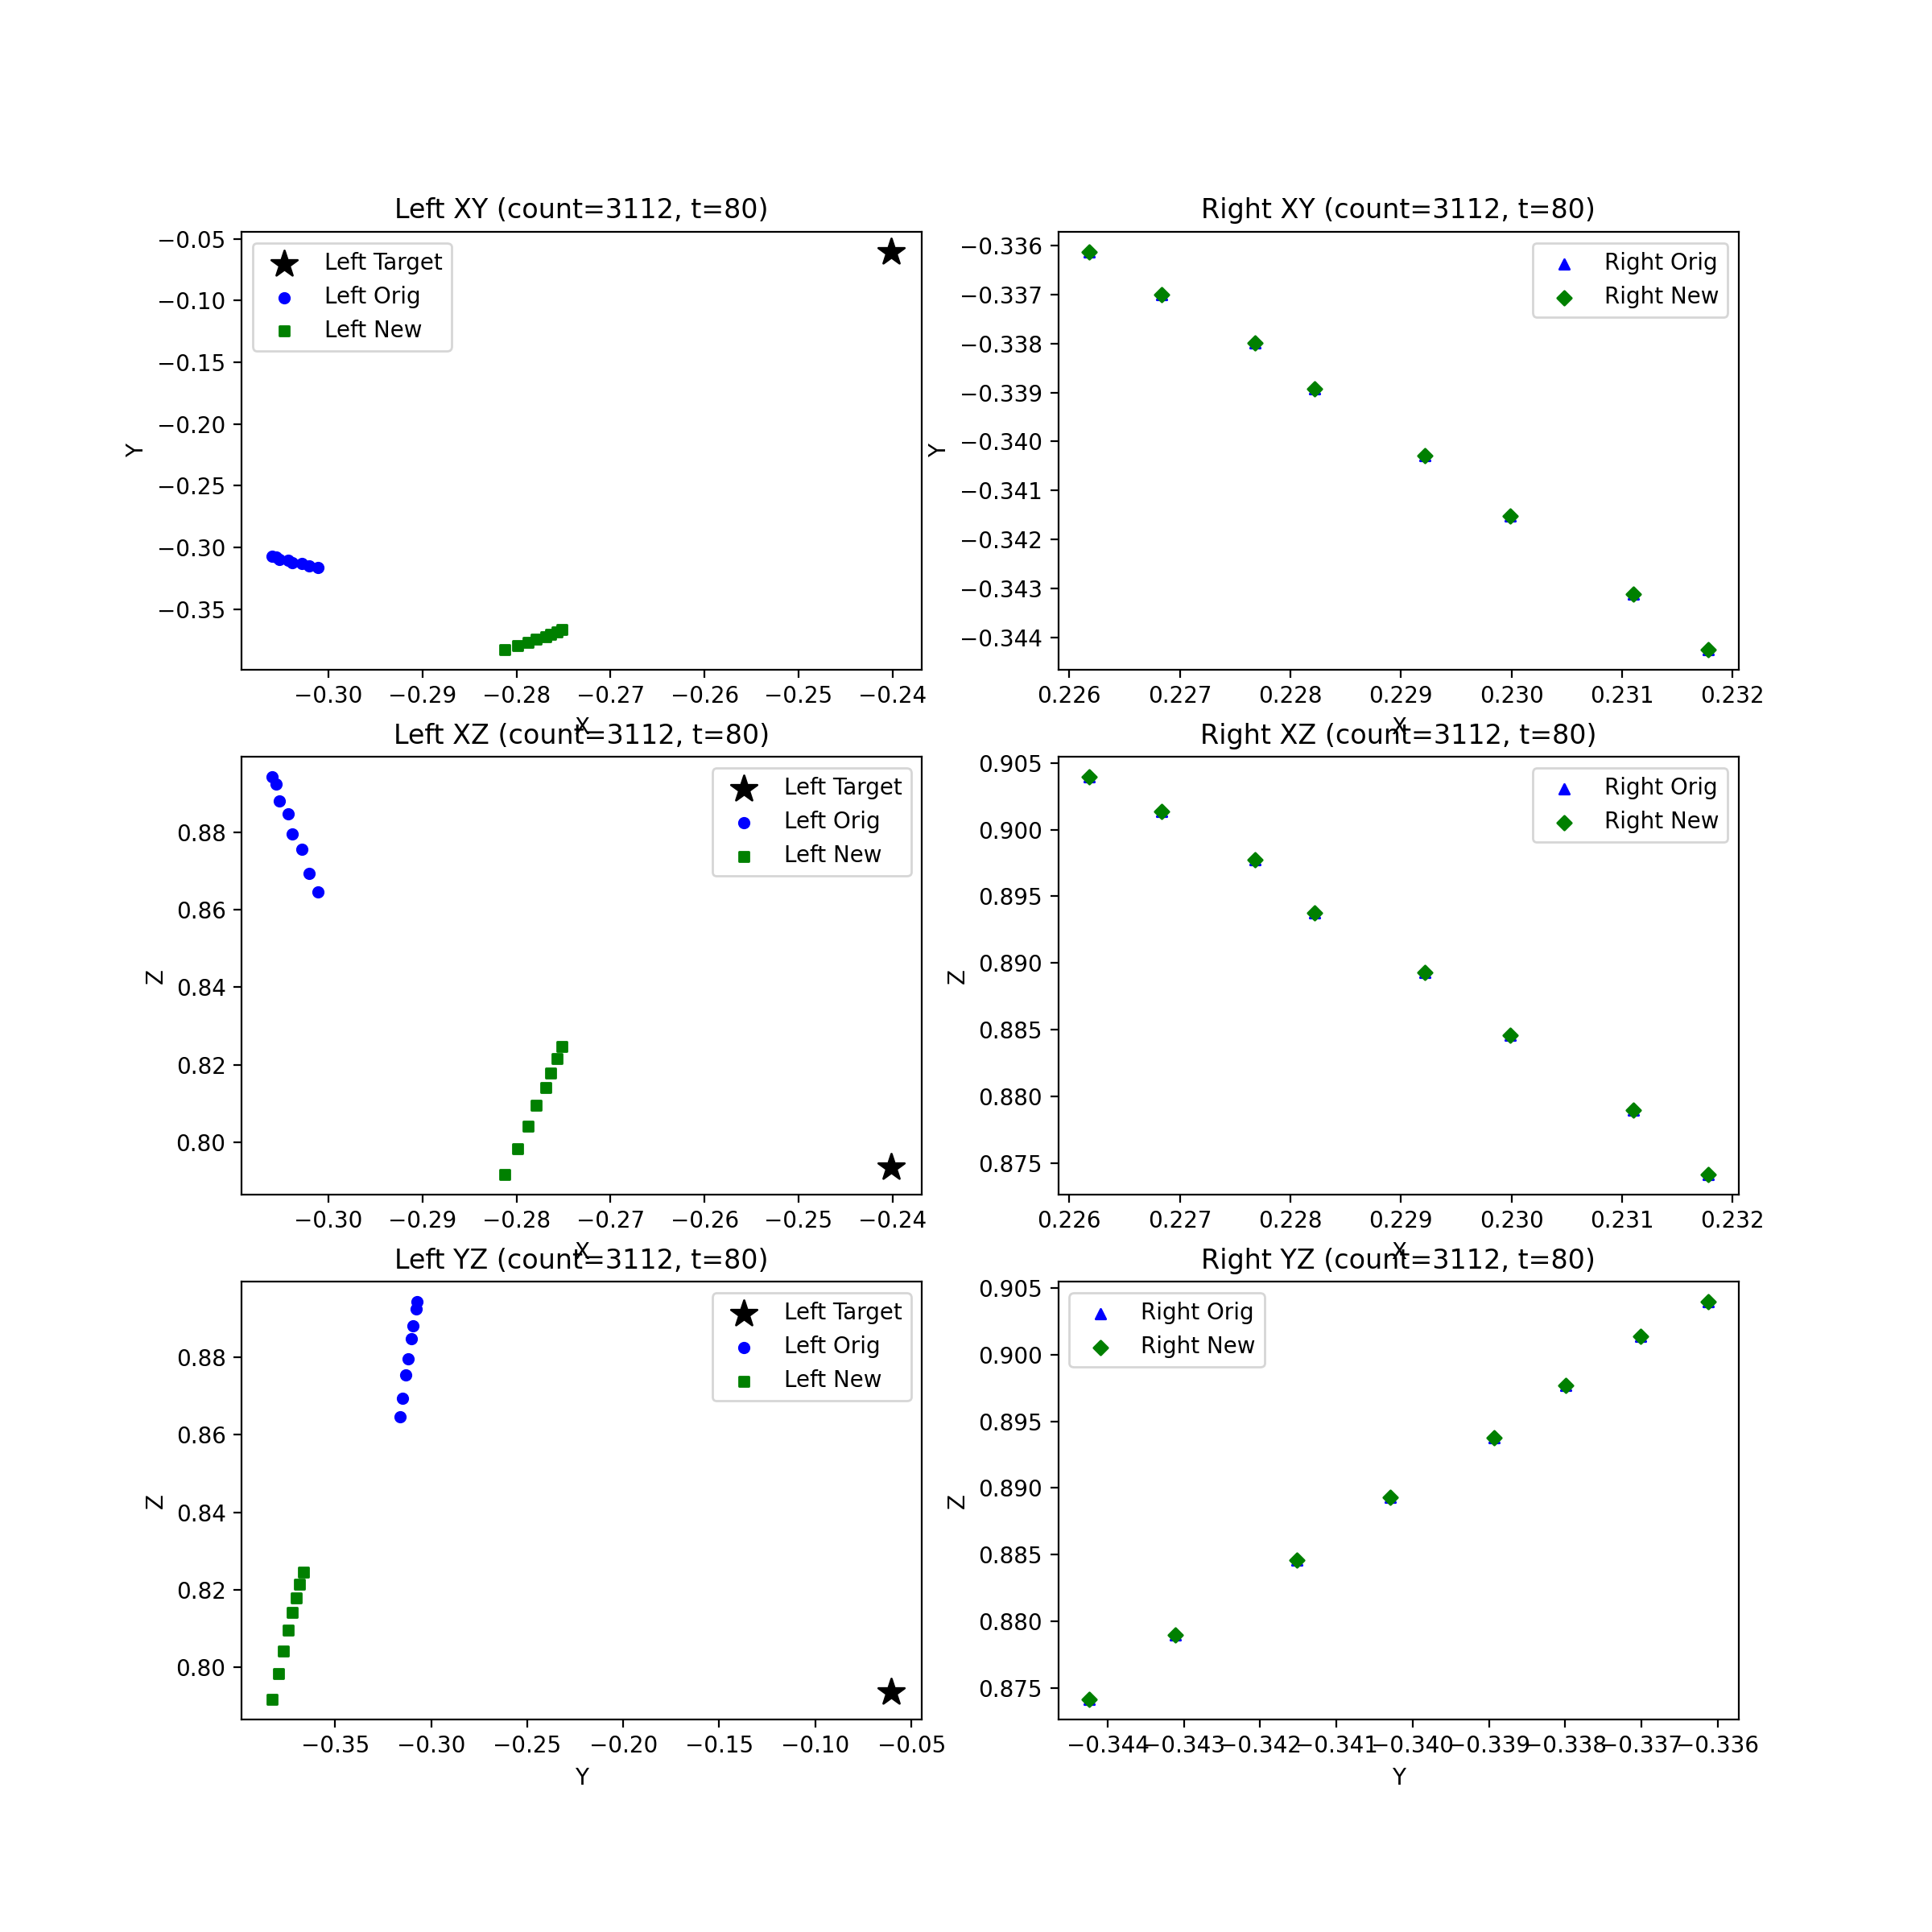 Left XY (count=3112, t=80)
Left Target
Left Orig
Left New
Y
−0.05
−0.10
−0.15
−0.20
−0.25
−0.30
−0.35
−0.30
−0.29
−0.28
−0.27
−0.26
−0.25
−0.24
X
Right XY (count=3112, t=80)
Right Orig
Right New
Y
−0.336
−0.337
−0.338
−0.339
−0.340
−0.341
−0.342
−0.343
−0.344
0.226
0.227
0.228
0.229
0.230
0.231
0.232
X
Left XZ (count=3112, t=80)
Left Target
Left Orig
Left New
Z
0.88
0.86
0.84
0.82
0.80
−0.30
−0.29
−0.28
−0.27
−0.26
−0.25
−0.24
X
Right XZ (count=3112, t=80)
Right Orig
Right New
Z
0.905
0.900
0.895
0.890
0.885
0.880
0.875
0.226
0.227
0.228
0.229
0.230
0.231
0.232
X
Left YZ (count=3112, t=80)
Left Target
Left Orig
Left New
Z
0.88
0.86
0.84
0.82
0.80
−0.35
−0.30
−0.25
−0.20
−0.15
−0.10
−0.05
Y
Right YZ (count=3112, t=80)
Right Orig
Right New
Z
0.905
0.900
0.895
0.890
0.885
0.880
0.875
−0.344
−0.343
−0.342
−0.341
−0.340
−0.339
−0.338
−0.337
−0.336
Y